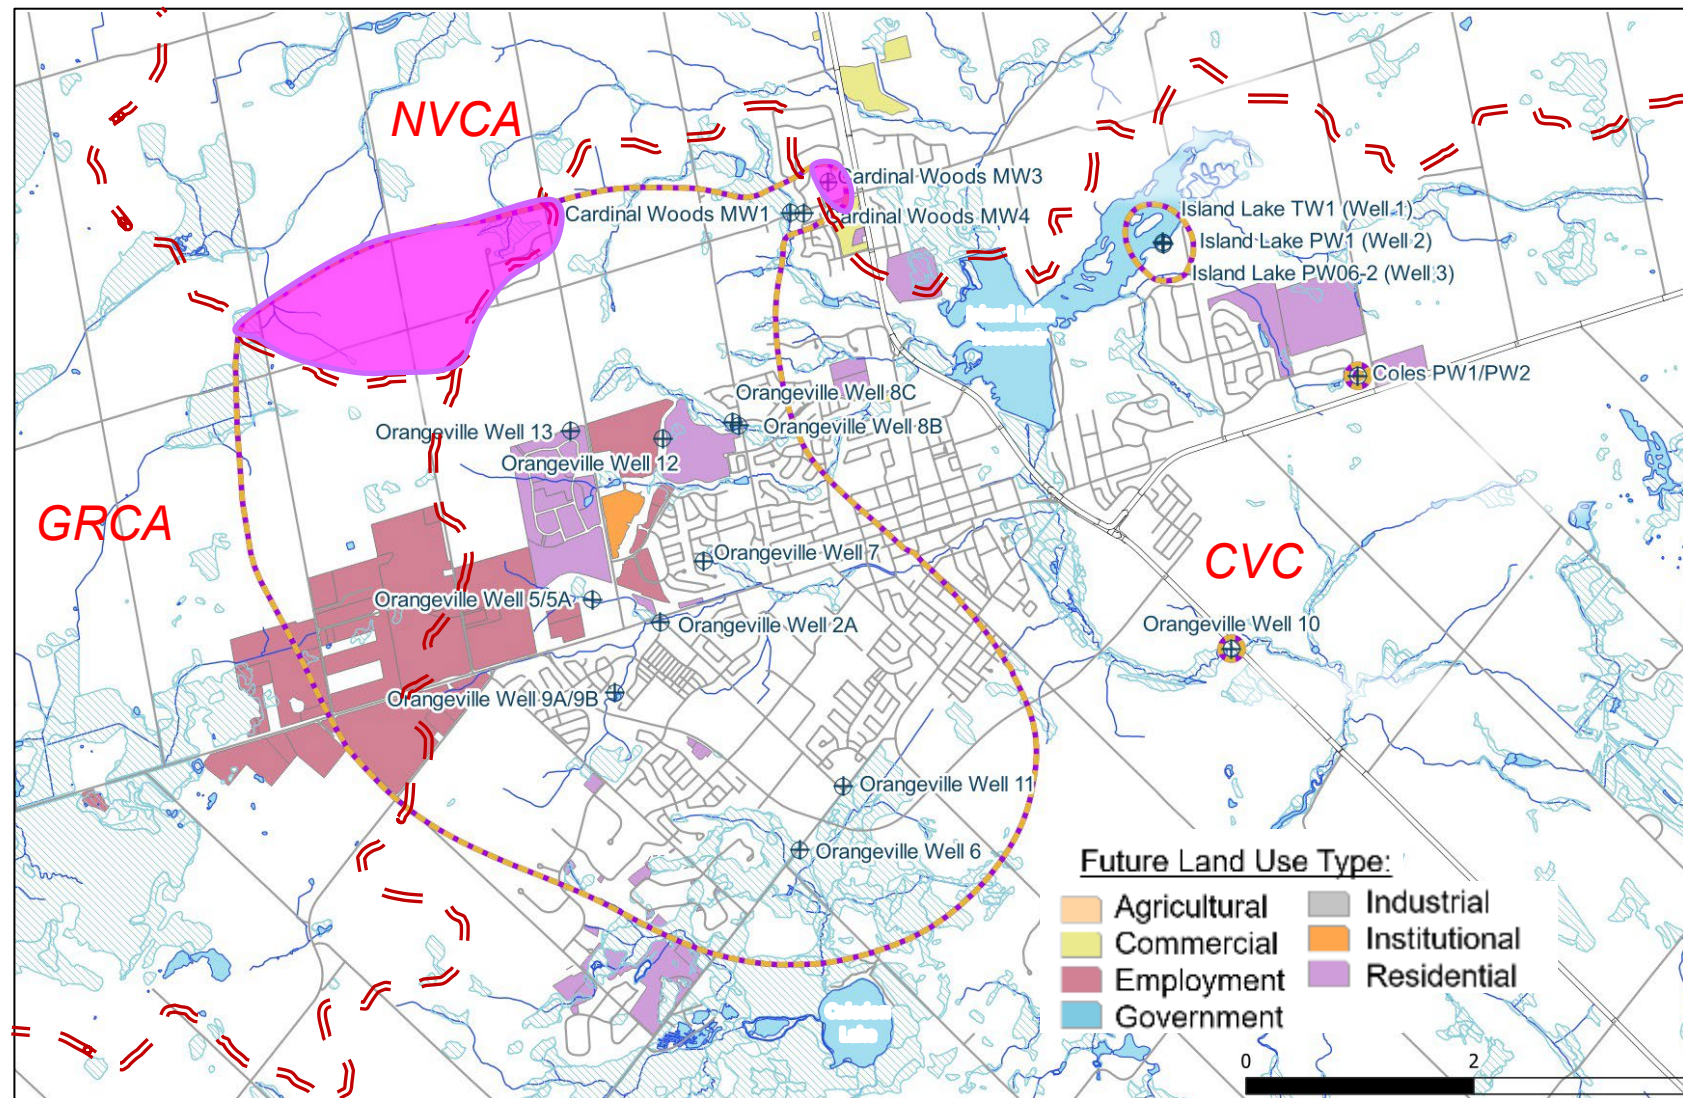 NVCA
Cardinal Woods MW3
Cardinal Woods MW1
Cardinal Woods MW4
Island Lake TW1 (Well 1)
Island Lake PW1 (Well 2)
Island Lake PW06-2 (Well 3)
Island Lake
Coles PW1/PW2
Orangeville Well 8C
Orangeville Well 8B
Orangeville Well 13
Orangeville Well 12
GRCA
CVC
Orangeville Well 7
Orangeville Well 5/5A
Orangeville Well 2A
Orangeville Well 10
Orangeville Well 9A/9B
Orangeville Well 11
Orangeville Well 6
Lake
Future Land Use Type:
Agricultural
Commercial
Employment
Government
Industrial
Institutional
Residential
0 2